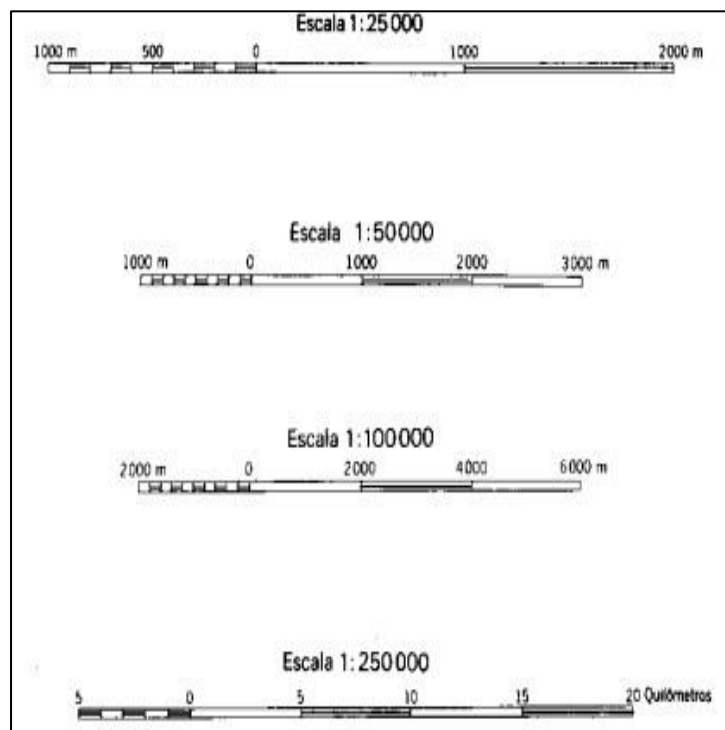 Escala 1:25000
1000 m 500 0 1000 2000 m
Escala 1:50000
1000 m 0 1000 2000 3000 m
Escala 1:100000
2000 m 0 2000 4000 6000 m
Escala 1:250000
5 0 5 10 15 20 Quilômetros